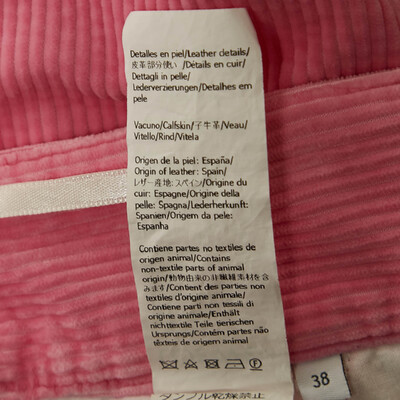 Detalles en piel/Leather details/
皮革部分使い /Détails en cuir/
Dettagli in pelle/
Lederverzierungen/Detalhes em
pele
Vacuno/Calfskin/子牛革/Veau/
Vitello/Rind/Vitela
Origen de la piel: España/
Origin of leather: Spain/
レザー産地: スペイン/Origine du
cuir: Espagne/Origine della
pelle: Spagna/Lederherkunft:
Spanien/Origem da pele:
Espanha
Contiene partes no textiles de
origen animal/Contains
non-textile parts of animal
origin/動物由来の非繊維素材を含
みます/Contient des parties non
textiles d'origine animale/
Contiene parti non tessili di
origine animale/Enthält
nichttextile Teile tierischen
Ursprungs/Contém partes não
têxteis de origem animal
タンブル乾燥禁止
38